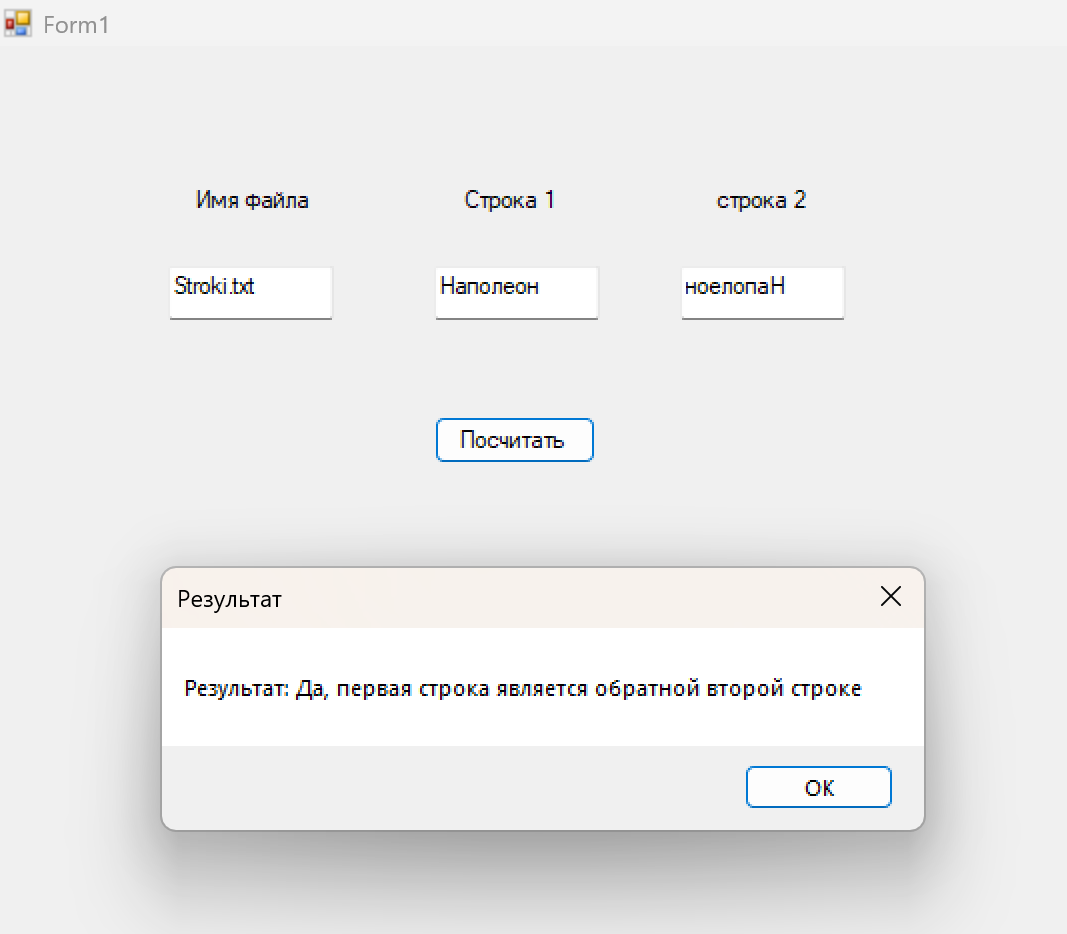 Form1
Имя файла Строка 1 строка 2
Stroki.txt Наполеон ноелопаН
Посчитать
Результат
Результат: Да, первая строка является обратной второй строке
OK